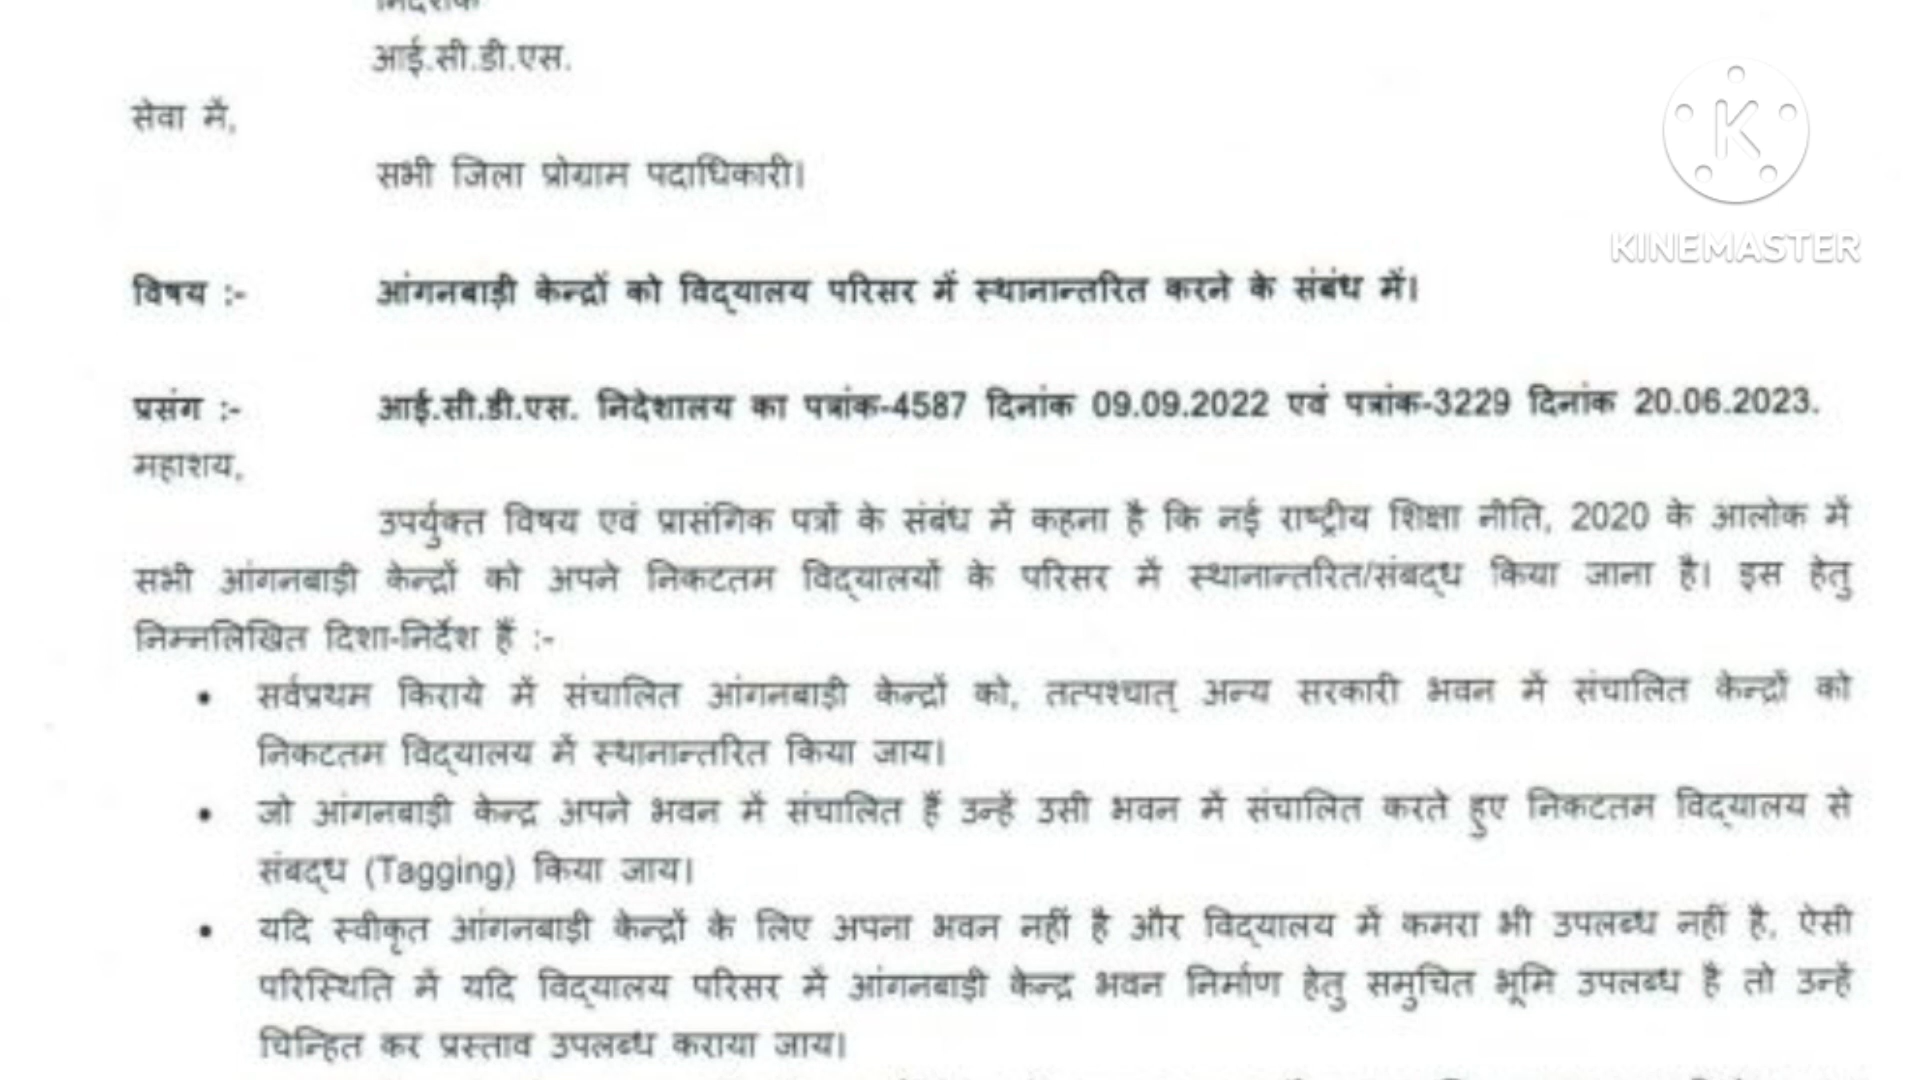 निदेशक
आई.सी.डी.एस.
सेवा में,
सभी जिला प्रोग्राम पदाधिकारी।
KINEMASTER
विषय :- आंगनबाड़ी केन्द्रों को विद्यालय परिसर में स्थानान्तरित करने के संबंध में।
प्रसंग :- आई.सी.डी.एस. निदेशालय का पत्रांक-4587 दिनांक 09.09.2022 एवं पत्रांक-3229 दिनांक 20.06.2023.
महाशय,
उपर्युक्त विषय एवं प्रासंगिक पत्रों के संबंध में कहना है कि नई राष्ट्रीय शिक्षा नीति, 2020 के आलोक में
सभी आंगनबाड़ी केन्द्रों को अपने निकटतम विद्यालयों के परिसर में स्थानान्तरित/संबद्ध किया जाना है। इस हेतु
निम्नलिखित दिशा-निर्देश हैं :-
• सर्वप्रथम किराये में संचालित आंगनबाड़ी केन्द्रों को, तत्पश्चात् अन्य सरकारी भवन में संचालित केन्द्रों को
निकटतम विद्यालय में स्थानान्तरित किया जाय।
• जो आंगनबाड़ी केन्द्र अपने भवन में संचालित हैं उन्हें उसी भवन में संचालित करते हुए निकटतम विद्यालय से
संबद्ध (Tagging) किया जाय।
• यदि स्वीकृत आंगनबाड़ी केन्द्रों के लिए अपना भवन नहीं है और विद्यालय में कमरा भी उपलब्ध नहीं है, ऐसी
परिस्थिति में यदि विद्यालय परिसर में आंगनबाड़ी केन्द्र भवन निर्माण हेतु समुचित भूमि उपलब्ध है तो उन्हें
चिन्हित कर प्रस्ताव उपलब्ध कराया जाय।